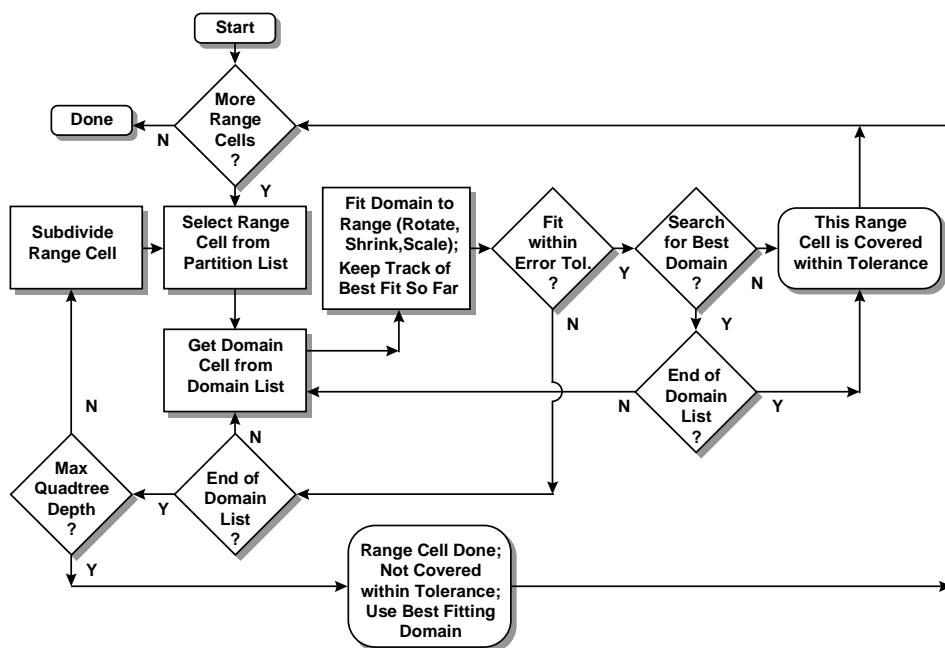 Start
More
Range
Cells
?
Done
N
Y
Subdivide
Range Cell
Select Range
Cell from
Partition List
Fit Domain to
Range (Rotate,
Shrink,Scale);
Keep Track of
Best Fit So Far
Fit
within
Error Tol.
?
Y
N
Search
for Best
Domain
?
N
Y
This Range
Cell is Covered
within Tolerance
Get Domain
Cell from
Domain List
End of
Domain
List
?
N
Y
N
Max
Quadtree
Depth
?
Y
N
End of
Domain
List
?
Y
Range Cell Done;
Not Covered
within Tolerance;
Use Best Fitting
Domain